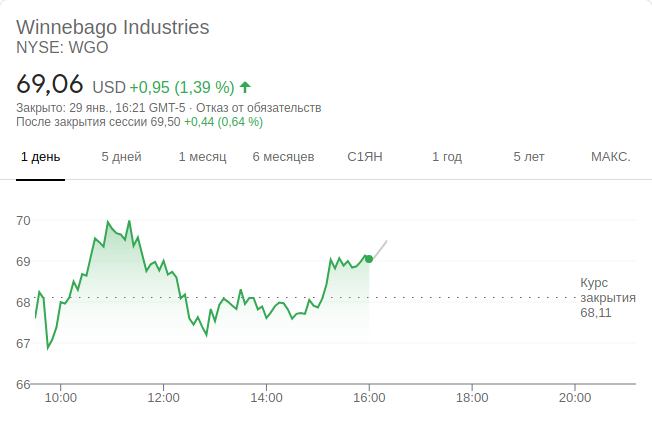 Winnebago Industries
NYSE: WGO
69,06 USD +0,95 (1,39 %)
Закрыто: 29 янв., 16:21 GMT-5 · Отказ от обязательств
После закрытия сессии 69,50 +0,44 (0,64 %)
1 день 5 дней 1 месяц 6 месяцев С1ЯН 1 год 5 лет МАКС.
70
69
68
67
66
Курс
закрытия
68,11
10:00 12:00 14:00 16:00 18:00 20:00